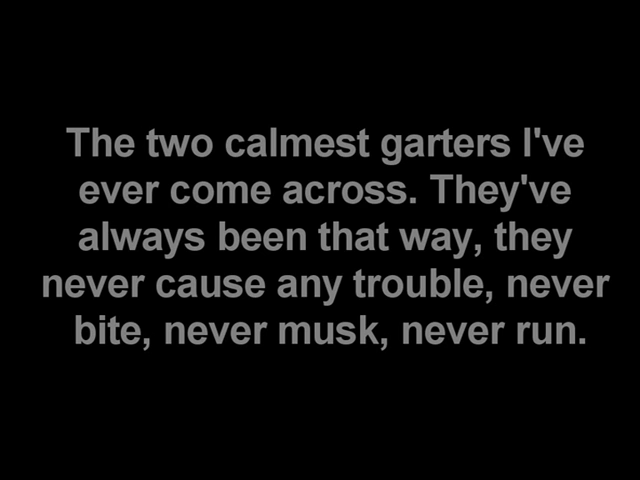 The two calmest garters I've
ever come across. They've
always been that way, they
never cause any trouble, never
bite, never musk, never run.